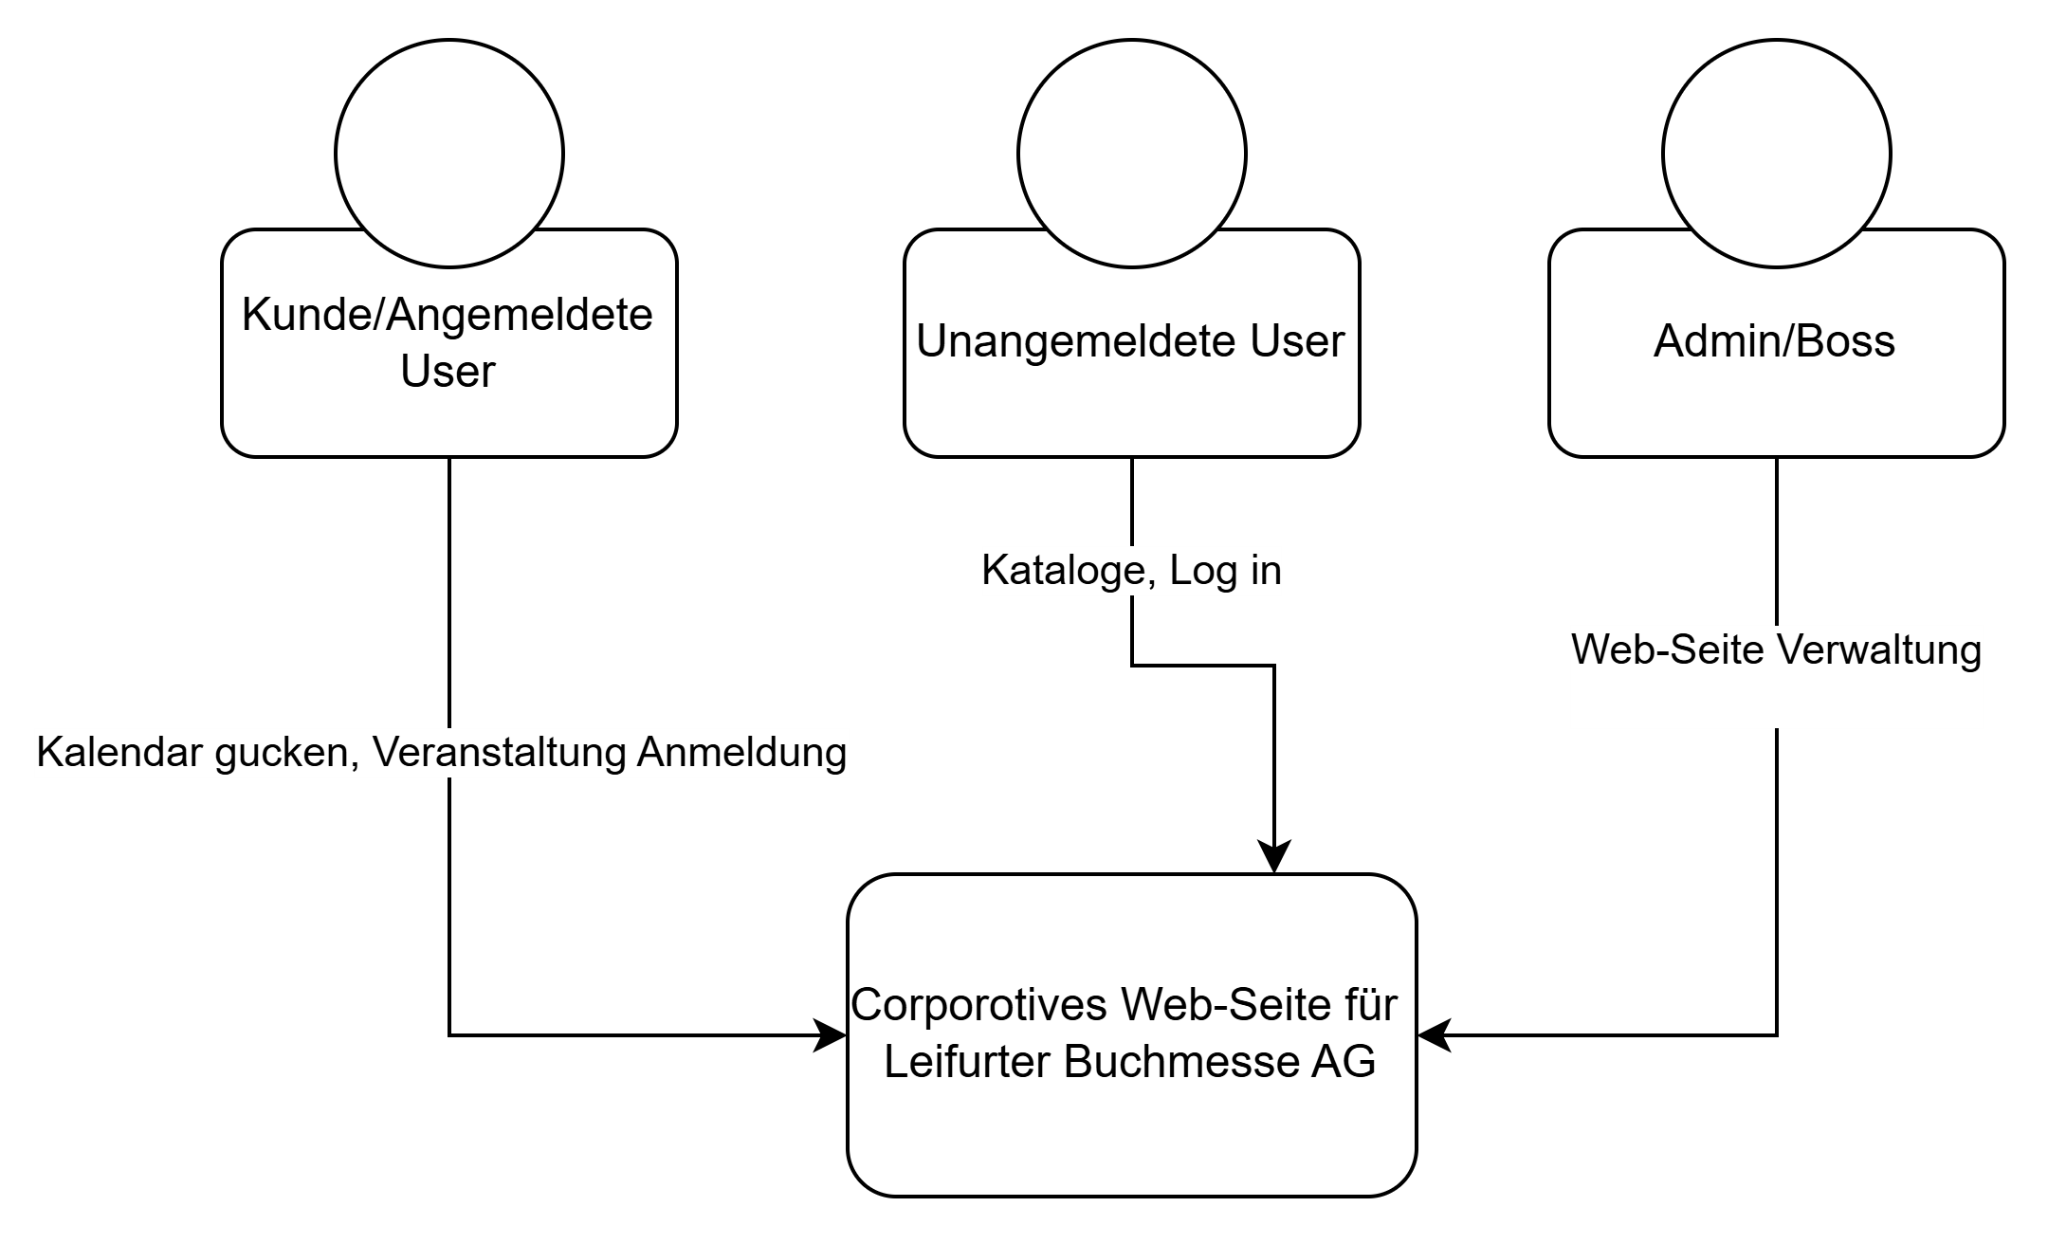 Kunde/Angemeldete
User
Unangemeldete User
Admin/Boss
Kataloge, Log in
Web-Seite Verwaltung
Kalendar gucken, Veranstaltung Anmeldung
Corporotives Web-Seite für
Leifurter Buchmesse AG